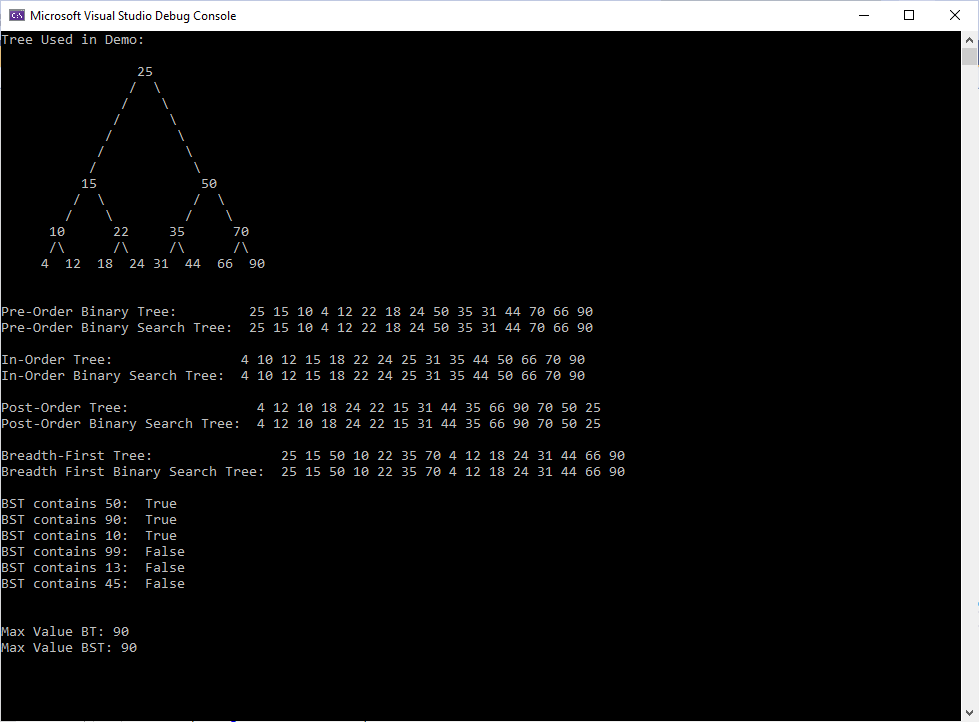 Microsoft Visual Studio Debug Console
Tree Used in Demo:
25
/ \
/ \
/ \
/ \
/ \
/ \
15 50
/ \ / \
/ \ / \
10 22 35 70
/\ /\ /\ /\
4 12 18 24 31 44 66 90
Pre-Order Binary Tree: 25 15 10 4 12 22 18 24 50 35 31 44 70 66 90
Pre-Order Binary Search Tree: 25 15 10 4 12 22 18 24 50 35 31 44 70 66 90
In-Order Tree: 4 10 12 15 18 22 24 25 31 35 44 50 66 70 90
In-Order Binary Search Tree: 4 10 12 15 18 22 24 25 31 35 44 50 66 70 90
Post-Order Tree: 4 12 10 18 24 22 15 31 44 35 66 90 70 50 25
Post-Order Binary Search Tree: 4 12 10 18 24 22 15 31 44 35 66 90 70 50 25
Breadth-First Tree: 25 15 50 10 22 35 70 4 12 18 24 31 44 66 90
Breadth First Binary Search Tree: 25 15 50 10 22 35 70 4 12 18 24 31 44 66 90
BST contains 50: True
BST contains 90: True
BST contains 10: True
BST contains 99: False
BST contains 13: False
BST contains 45: False
Max Value BT: 90
Max Value BST: 90